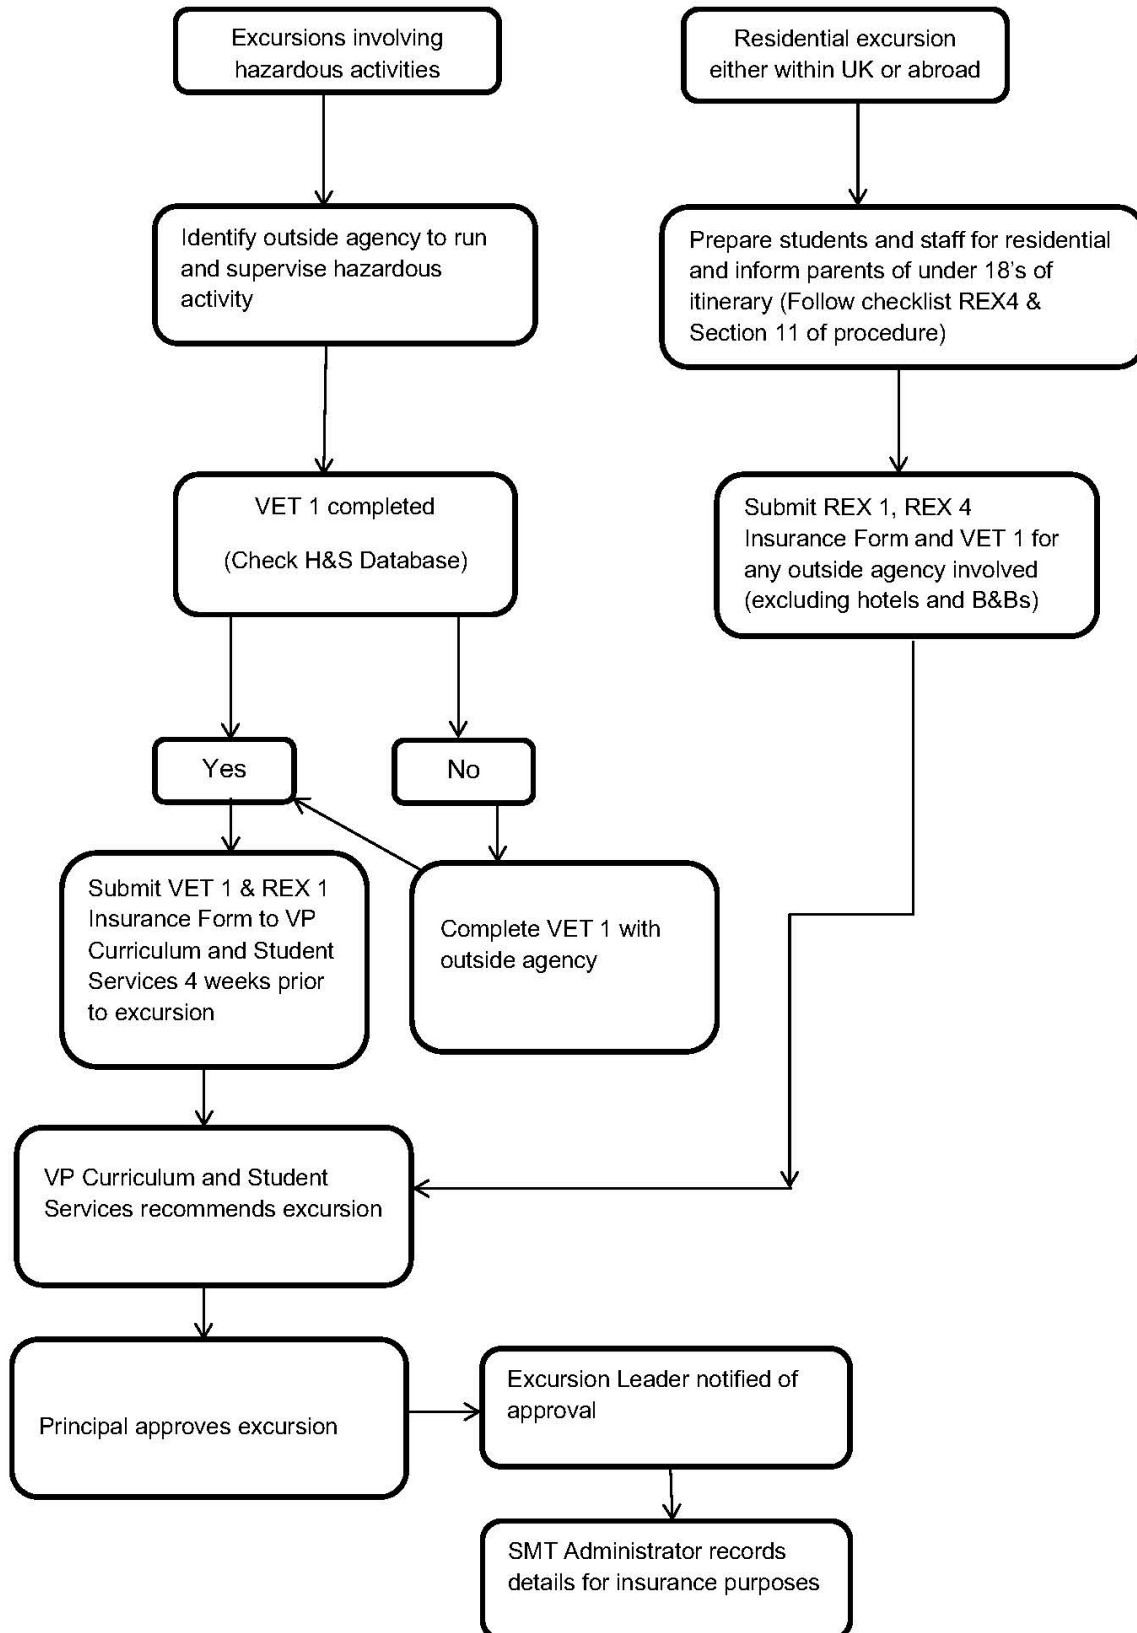 Excursions involving
hazardous activities
Residential excursion
either within UK or abroad
Identify outside agency to run
and supervise hazardous
activity
Prepare students and staff for residential
and inform parents of under 18's of
itinerary (Follow checklist REX4 &
Section 11 of procedure)
VET 1 completed
(Check H&S Database)
Submit REX 1, REX 4
Insurance Form and VET 1 for
any outside agency involved
(excluding hotels and B&Bs)
Yes
No
Submit VET 1 & REX 1
Insurance Form to VP
Curriculum and Student
Services 4 weeks prior
to excursion
Complete VET 1 with
outside agency
VP Curriculum and Student
Services recommends excursion
Principal approves excursion
Excursion Leader notified of
approval
SMT Administrator records
details for insurance purposes